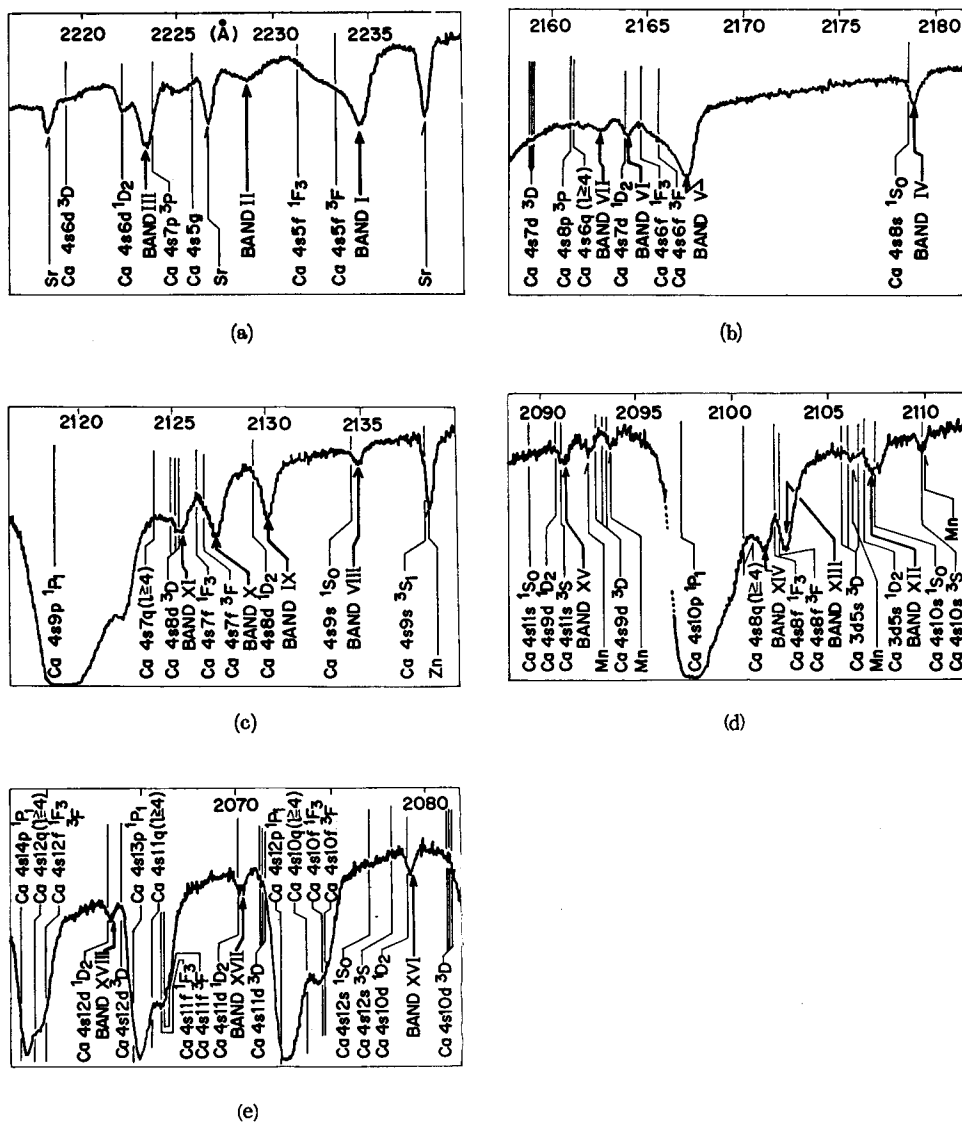 2220 2225 (Å) 2230 2235
Sr
Ca 4s6d ³D
Ca 4s6d ¹D₂
BAND III
Ca 4s7p ³P
Ca 4s5g
Sr
BAND II
Ca 4s5f ¹F₃
Ca 4s5f ³F
BAND I
Sr
(a)
2160 2165 2170 2175 2180
Ca 4s7d ³D
Ca 4s8p ³P
Ca 4s6q (l≥4)
BAND VII
Ca 4s7d ¹D₂
BAND VI
Ca 4s6f ¹F₃
Ca 4s6f ³F
BAND V
Ca 4s8s ¹S₀
BAND IV
(b)
2120 2125 2130 2135
Ca 4s9p ¹P₁
Ca 4s7q (l≥4)
Ca 4s8d ³D
BAND XI
Ca 4s7f ¹F₃
Ca 4s7f ³F
BAND X
Ca 4s8d ¹D₂
BAND IX
Ca 4s9s ¹S₀
BAND VIII
Ca 4s9s ³S₁
Zn
(c)
2090 2095 2100 2105 2110
Ca 4s11s ¹S₀
Ca 4s9d ¹D₂
Ca 4s11s ³S
BAND XV
Mn
Ca 4s9d ³D
Mn
Ca 4s10p ¹P₁
Ca 4s8q (l≥4)
BAND XIV
Ca 4s8f ¹F₃
Ca 4s8f ³F
BAND XIII
Ca 3d5s ³D
Mn
Ca 3d5s ¹D₂
BAND XII
Ca 4s10s ¹S₀
Ca 4s10s ³S
Mn
(d)
2070 2080
Ca 4s14p ¹P₁
Ca 4s12q (l≥4)
Ca 4s12f ¹F₃
³F
Ca 4s12d ¹D₂
BAND XVIII
Ca 4s12d ³D
Ca 4s13p ¹P₁
Ca 4s11q (l≥4)
Ca 4s11f ¹F₃
Ca 4s11f ³F
Ca 4s11d ¹D₂
BAND XVII
Ca 4s11d ³D
Ca 4s12p ¹P₁
Ca 4s10q (l≥4)
Ca 4s10f ¹F₃
Ca 4s10f ³F
Ca 4s12s ¹S₀
Ca 4s12s ³S
Ca 4s10d ¹D₂
BAND XVI
Ca 4s10d ³D
(e)